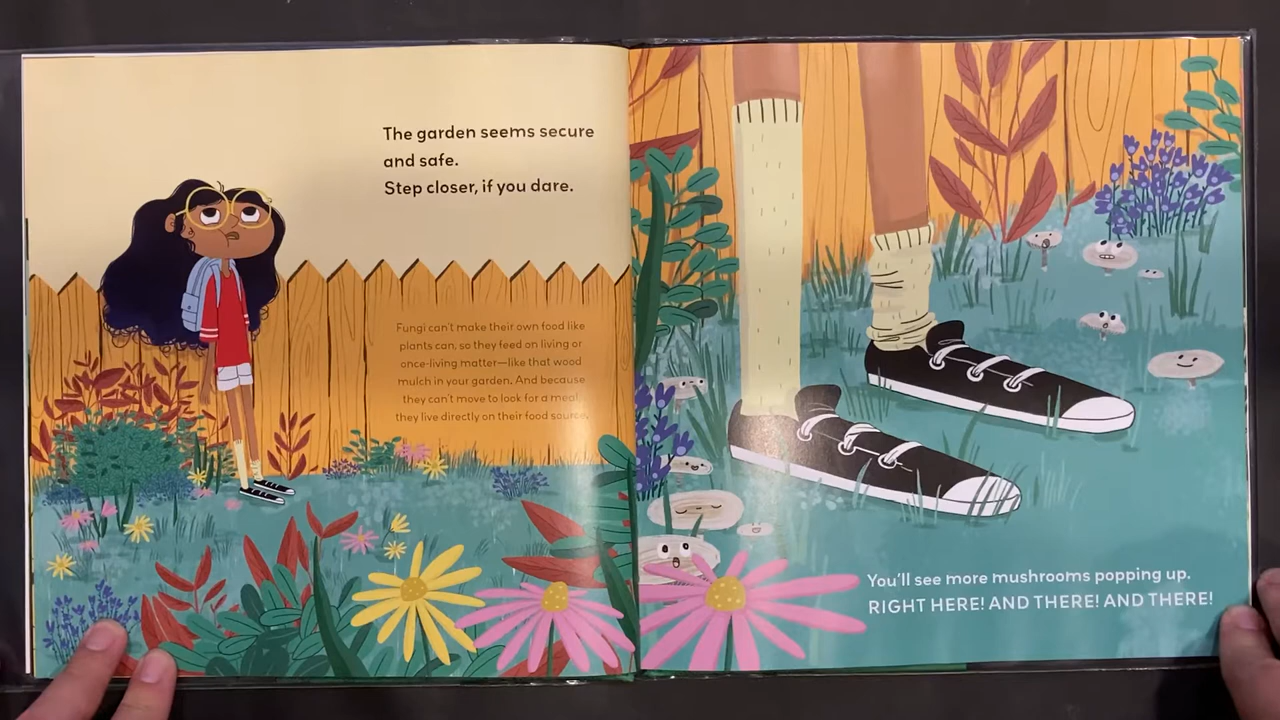 The garden seems secure
and safe.
Step closer, if you dare.
Fungi can't make their own food like
plants can, so they feed on living or
once-living matter—like that wood
mulch in your garden. And because
they can't move to look for a meal
they live directly on their food source.
You'll see more mushrooms popping up.
RIGHT HERE! AND THERE! AND THERE!